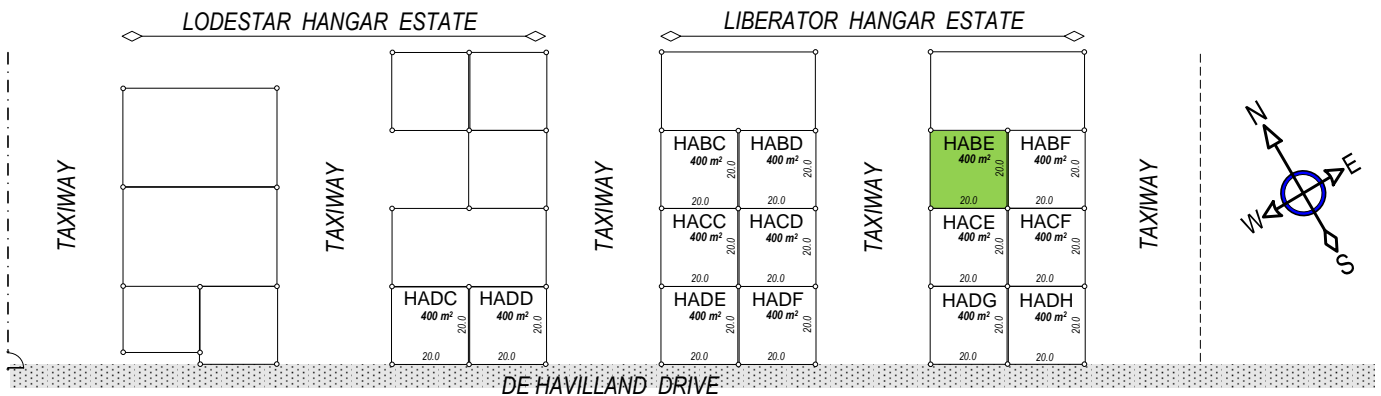 LODESTAR HANGAR ESTATE
LIBERATOR HANGAR ESTATE
TAXIWAY
TAXIWAY
TAXIWAY
TAXIWAY
TAXIWAY
HABC
400 m²
20.0
20.0
HABD
400 m²
20.0
20.0
HABE
400 m²
20.0
20.0
HABF
400 m²
20.0
20.0
HACC
400 m²
20.0
20.0
HACD
400 m²
20.0
20.0
HACE
400 m²
20.0
20.0
HACF
400 m²
20.0
20.0
HADC
400 m²
20.0
20.0
HADD
400 m²
20.0
20.0
HADE
400 m²
20.0
20.0
HADF
400 m²
20.0
20.0
HADG
400 m²
20.0
20.0
HADH
400 m²
20.0
20.0
N
E
W
S
DE HAVILLAND DRIVE